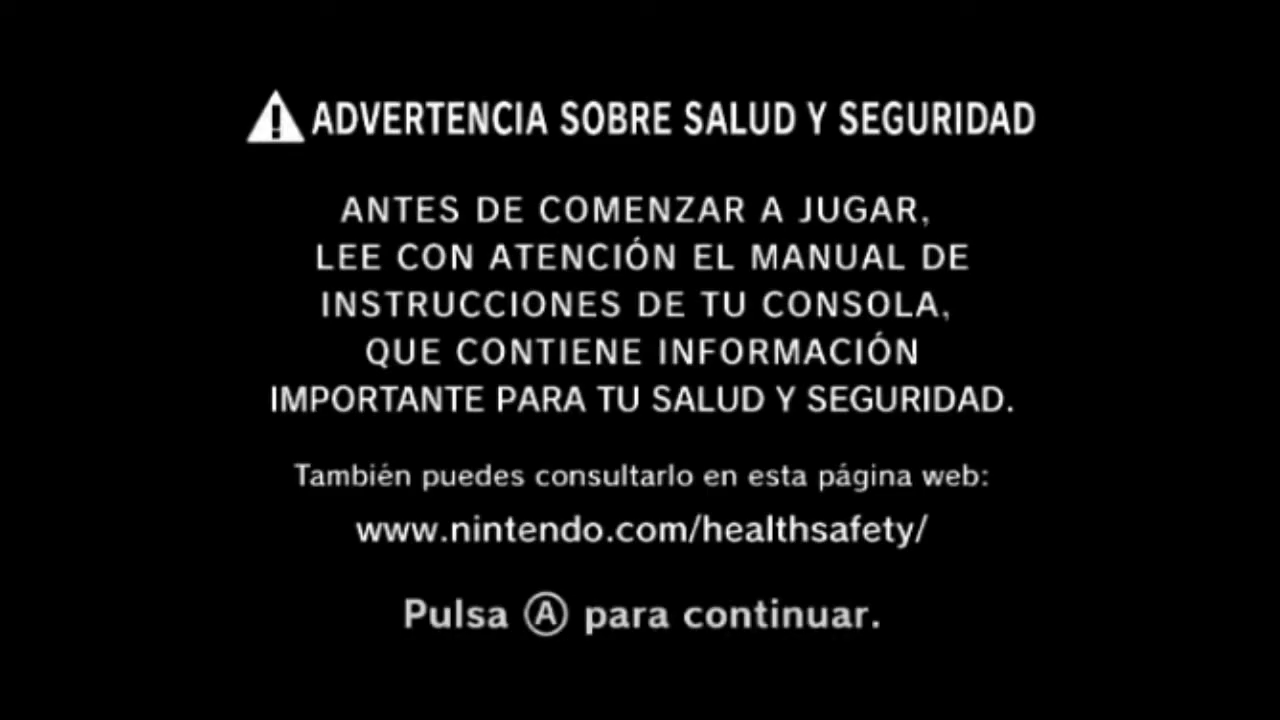 ⚠ ADVERTENCIA SOBRE SALUD Y SEGURIDAD
ANTES DE COMENZAR A JUGAR,
LEE CON ATENCIÓN EL MANUAL DE
INSTRUCCIONES DE TU CONSOLA,
QUE CONTIENE INFORMACIÓN
IMPORTANTE PARA TU SALUD Y SEGURIDAD.
También puedes consultarlo en esta página web:
www.nintendo.com/healthsafety/
Pulsa Ⓐ para continuar.